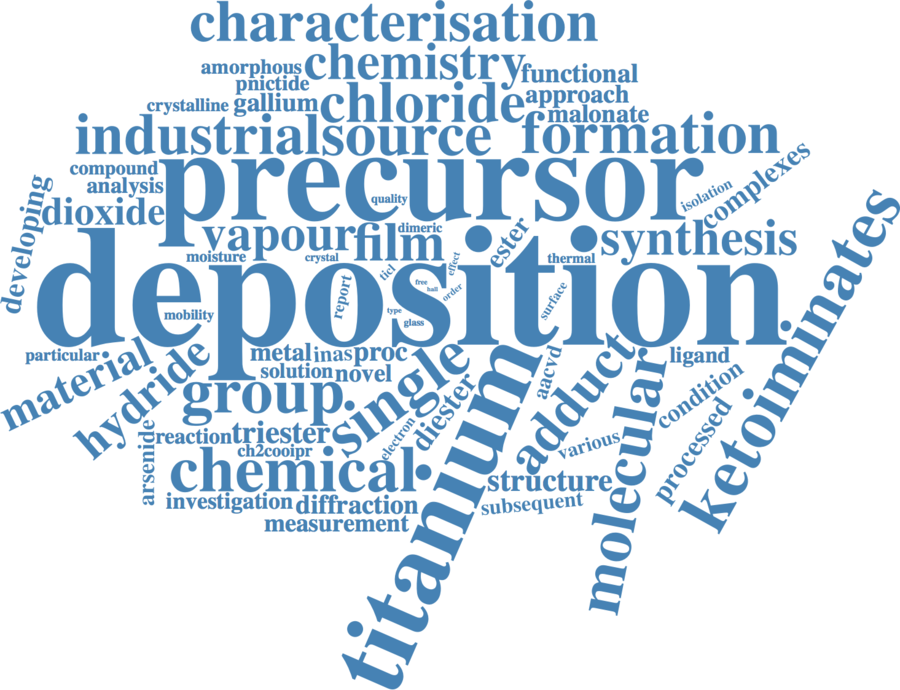 characterisation
amorphous
chemistry
functional
pnictide
crystalline
gallium
chloride
approach
malonate
industrial
source
formation
compound
analysis
precursor
quality
isolation
complexes
developing
dioxide
vapour
film
dimeric
ester
synthesis
moisture
crystal
ticl
effect
thermal
deposition
ketoiminates
mobility
report
free
hall
order
type
glass
surface
particular
material
hydride
metal
inas
proc
single
titanium
aacvd
adduct
molecular
ligand
solution
novel
group
diester
condition
processed
arsenide
reaction
triester
electron
various
ch2cooipr
chemical
structure
investigation
diffraction
subsequent
measurement